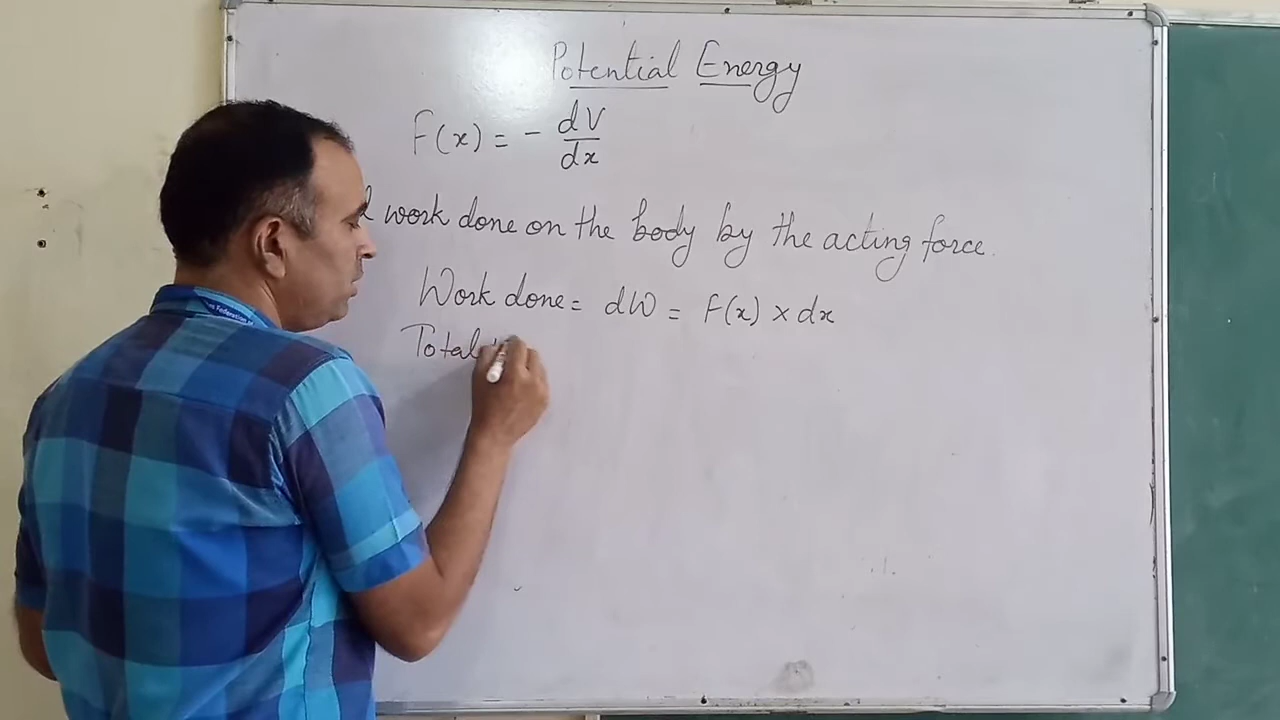 Potential Energy
F(x) = - dV/dx
work done on the body by the acting force.
Work done = dW = F(x) × dx
Total